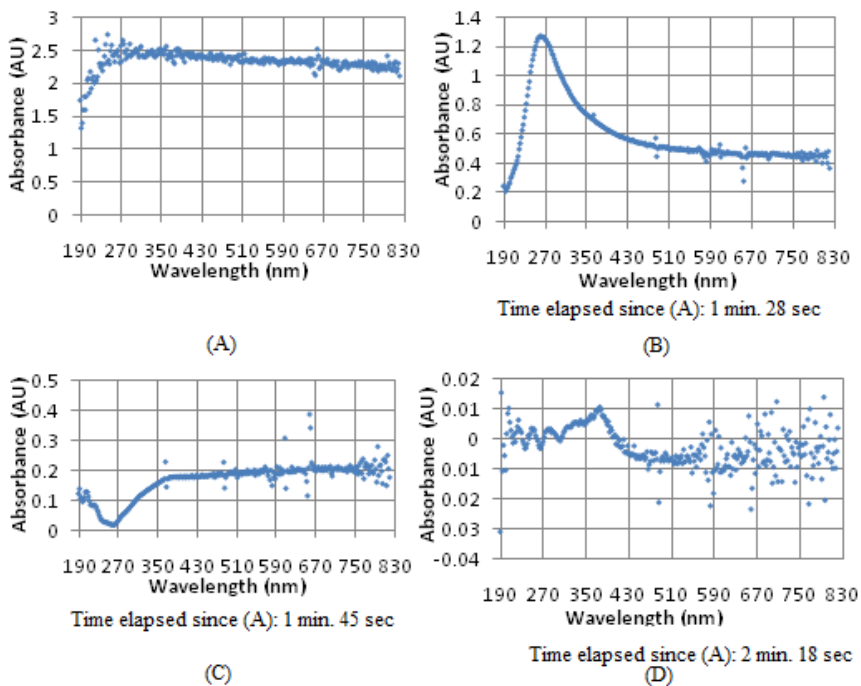 3
2.5
2
1.5
1
0.5
0
Absorbance (AU)
190 270 350 430 510 590 670 750 830
Wavelength (nm)
(A)
1.4
1.2
1
0.8
0.6
0.4
0.2
0
Absorbance (AU)
190 270 350 430 510 590 670 750 830
Wavelength (nm)
Time elapsed since (A): 1 min. 28 sec
(B)
0.5
0.4
0.3
0.2
0.1
0
Absorbance (AU)
190 270 350 430 510 590 670 750 830
Wavelength (nm)
Time elapsed since (A): 1 min. 45 sec
(C)
0.02
0.01
0
-0.01
-0.02
-0.03
-0.04
Absorbance (AU)
190 270 350 430 510 590 670 750 830
Wavelength (nm)
Time elapsed since (A): 2 min. 18 sec
(D)